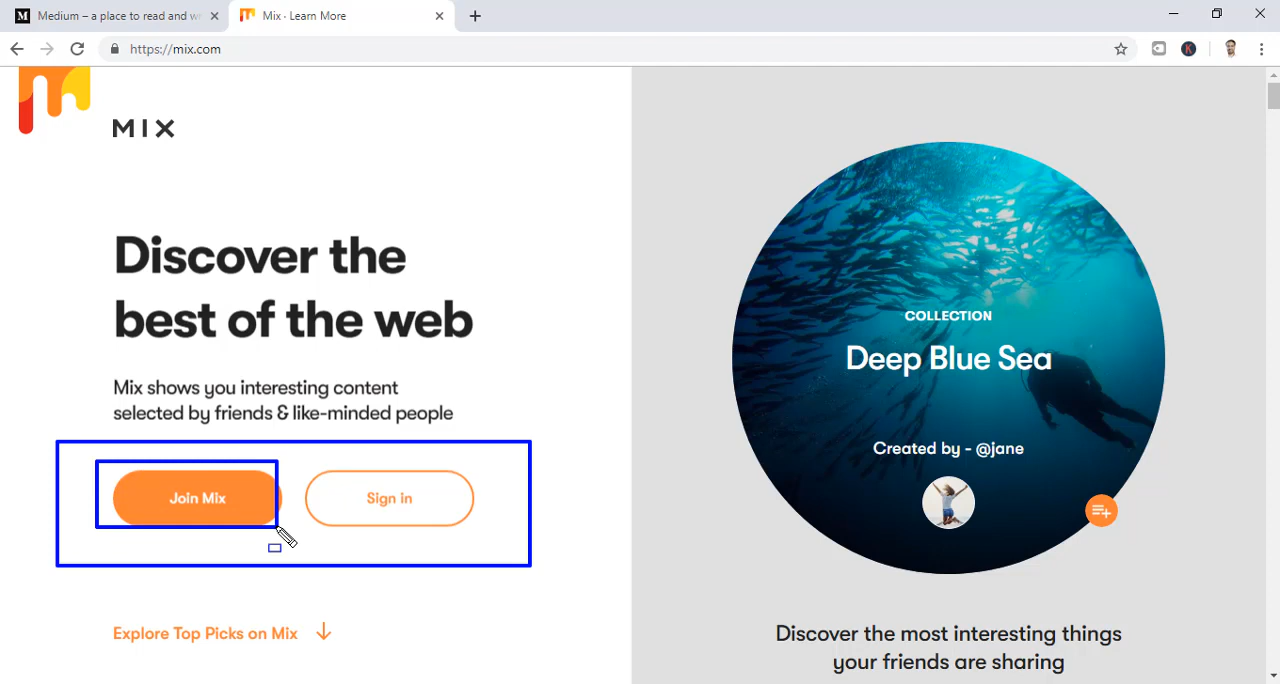 Medium – a place to read and wr
Mix · Learn More
https://mix.com
K
MIX
Discover the
best of the web
Mix shows you interesting content
selected by friends & like-minded people
Join Mix
Sign in
Explore Top Picks on Mix
COLLECTION
Deep Blue Sea
Created by - @jane
Discover the most interesting things
your friends are sharing